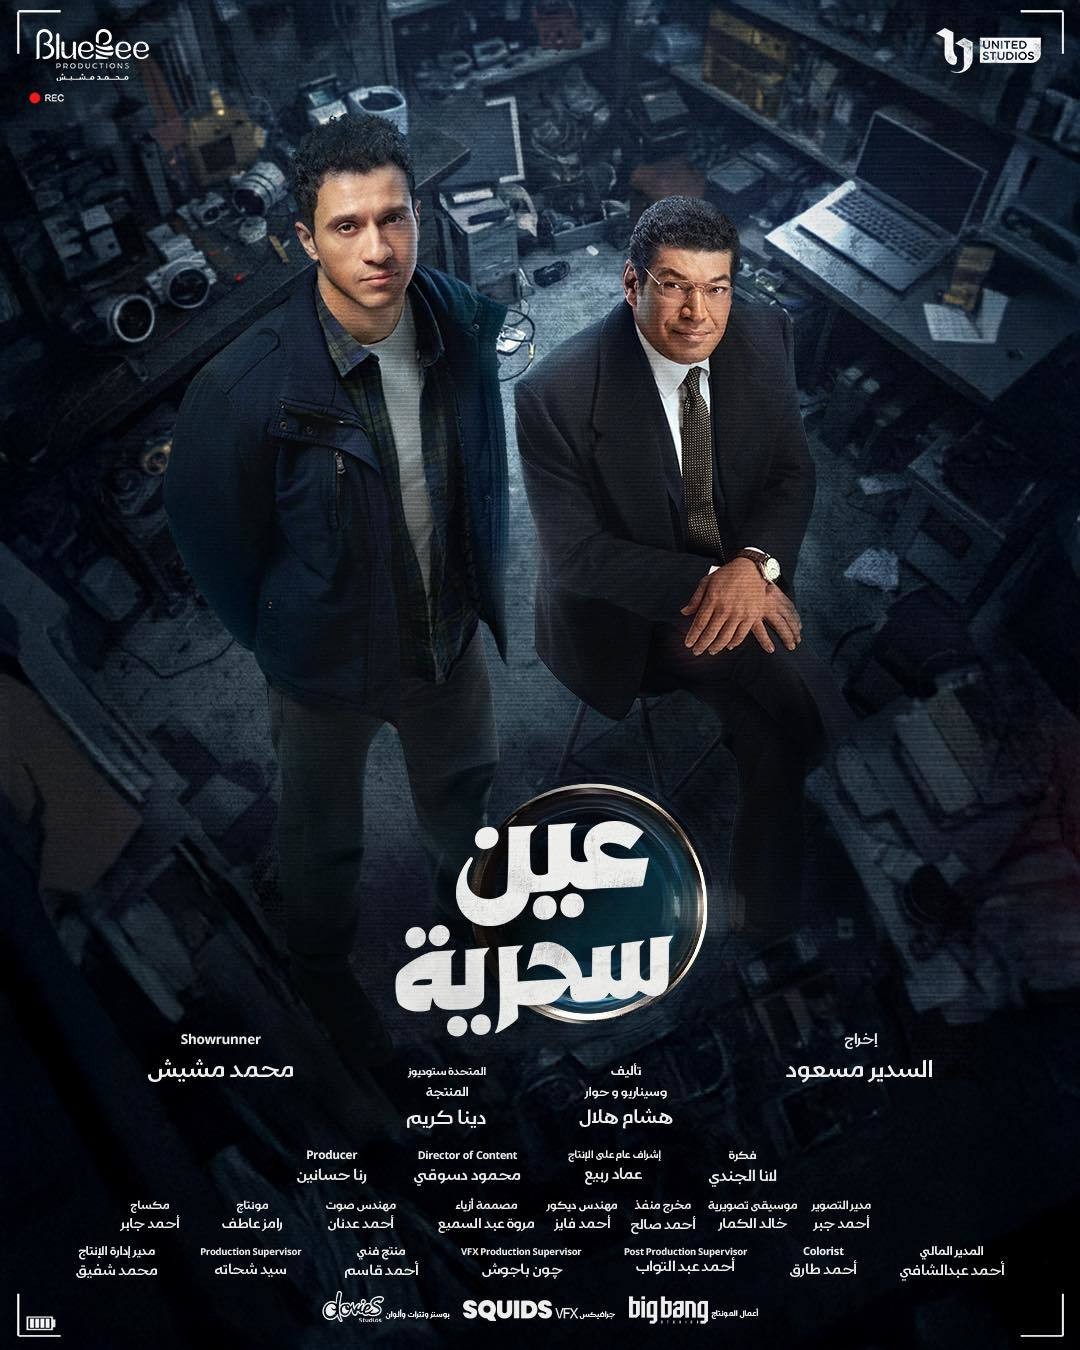 BlueBee
PRODUCTIONS
محمد مشيش
UNITED
STUDIOS
REC
عين
سحرية
إخراج
السدير مسعود
Showrunner
محمد مشيش
تأليف
وسيناريو و حوار
هشام هلال
المتحدة ستوديوز
المنتجة
دينا كريم
فكرة
لانا الجندي
إشراف عام على الإنتاج
عماد ربيع
Director of Content
محمود دسوقي
Producer
رنا حسانين
مدير التصوير
أحمد جبر
موسيقى تصويرية
خالد الكمار
مخرج منفذ
أحمد صالح
مهندس ديكور
أحمد فايز
مصممة أزياء
مروة عبد السميع
مهندس صوت
أحمد عدنان
مونتاج
رامز عاطف
مكساج
أحمد جابر
المدير المالي
أحمد عبدالشافي
Colorist
أحمد طارق
Post Production Supervisor
أحمد عبد التواب
VFX Production Supervisor
چون باجوش
منتج فني
أحمد قاسم
Production Supervisor
سيد شحاته
مدير إدارة الإنتاج
محمد شفيق
أعمال المونتاج bigbang STUDIOS
جرافيكس SQUIDS VFX
بوستر وتترات وألوان dovies Studios